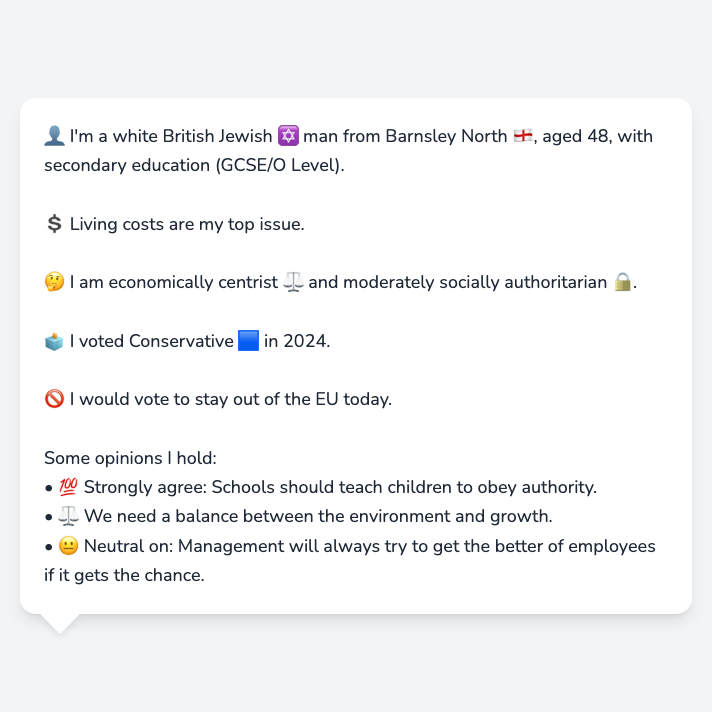 👤 I'm a white British Jewish 🔯 man from Barnsley North 🏴󠁧󠁢󠁥󠁮󠁧󠁿, aged 48, with
secondary education (GCSE/O Level).
💲 Living costs are my top issue.
🤔 I am economically centrist ⚖️ and moderately socially authoritarian 🔒.
🗳️ I voted Conservative 🟦 in 2024.
🚫 I would vote to stay out of the EU today.
Some opinions I hold:
• 💯 Strongly agree: Schools should teach children to obey authority.
• ⚖️ We need a balance between the environment and growth.
• 😐 Neutral on: Management will always try to get the better of employees
if it gets the chance.